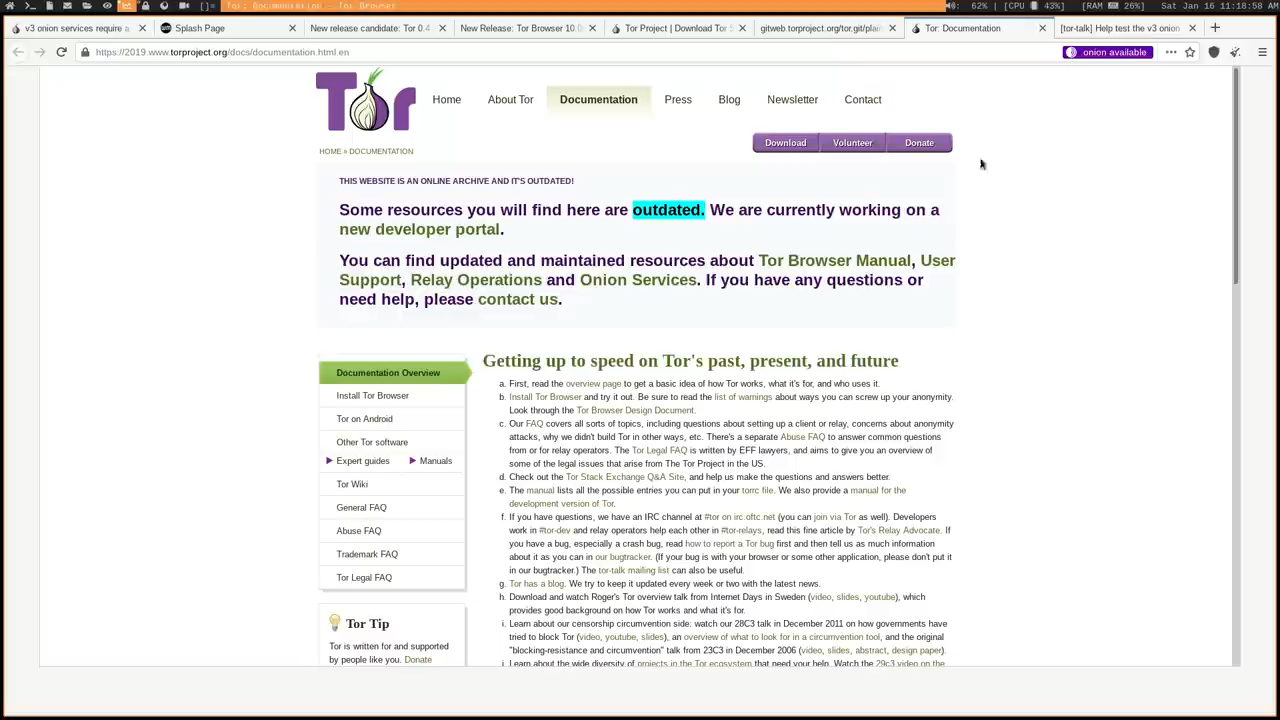 []= Tor: Documentation - Tor Browser
62% | [CPU 43%] [RAM 26%] Sat Jan 16 11:18:58 AM
v3 onion services require a
Splash Page
New release candidate: Tor 0.4
New Release: Tor Browser 10.0
Tor Project | Download Tor
gitweb.torproject.org/tor.git/plain
Tor: Documentation
[tor-talk] Help test the v3 onion
https://2019.www.torproject.org/docs/documentation.html.en
.onion available
Tor
Home
About Tor
Documentation
Press
Blog
Newsletter
Contact
Download
Volunteer
Donate
HOME » DOCUMENTATION
THIS WEBSITE IS AN ONLINE ARCHIVE AND IT'S OUTDATED!
Some resources you will find here are outdated. We are currently working on a
new developer portal.
You can find updated and maintained resources about Tor Browser Manual, User
Support, Relay Operations and Onion Services. If you have any questions or
need help, please contact us.
Documentation Overview
Install Tor Browser
Tor on Android
Other Tor software
Expert guides
Manuals
Tor Wiki
General FAQ
Abuse FAQ
Trademark FAQ
Tor Legal FAQ
Tor Tip
Tor is written for and supported
by people like you. Donate
Getting up to speed on Tor's past, present, and future
a. First, read the overview page to get a basic idea of how Tor works, what it's for, and who uses it.
b. Install Tor Browser and try it out. Be sure to read the list of warnings about ways you can screw up your anonymity.
Look through the Tor Browser Design Document.
c. Our FAQ covers all sorts of topics, including questions about setting up a client or relay, concerns about anonymity
attacks, why we didn't build Tor in other ways, etc. There's a separate Abuse FAQ to answer common questions
from or for relay operators. The Tor Legal FAQ is written by EFF lawyers, and aims to give you an overview of
some of the legal issues that arise from The Tor Project in the US.
d. Check out the Tor Stack Exchange Q&A Site, and help us make the questions and answers better.
e. The manual lists all the possible entries you can put in your torrc file. We also provide a manual for the
development version of Tor.
f. If you have questions, we have an IRC channel at #tor on irc.oftc.net (you can join via Tor as well). Developers
work in #tor-dev and relay operators help each other in #tor-relays, read this fine article by Tor's Relay Advocate. If
you have a bug, especially a crash bug, read how to report a Tor bug first and then tell us as much information
about it as you can in our bugtracker. (If your bug is with your browser or some other application, please don't put it
in our bugtracker.) The tor-talk mailing list can also be useful.
g. Tor has a blog. We try to keep it updated every week or two with the latest news.
h. Download and watch Roger's Tor overview talk from Internet Days in Sweden (video, slides, youtube), which
provides good background on how Tor works and what it's for.
i. Learn about our censorship circumvention side: watch our 28C3 talk in December 2011 on how governments have
tried to block Tor (video, youtube, slides), an overview of what to look for in a circumvention tool, and the original
"blocking-resistance and circumvention" talk from 23C3 in December 2006 (video, slides, abstract, design paper).
j. Learn about the wide diversity of projects in the Tor ecosystem that need your help. Watch the 29c3 video on the